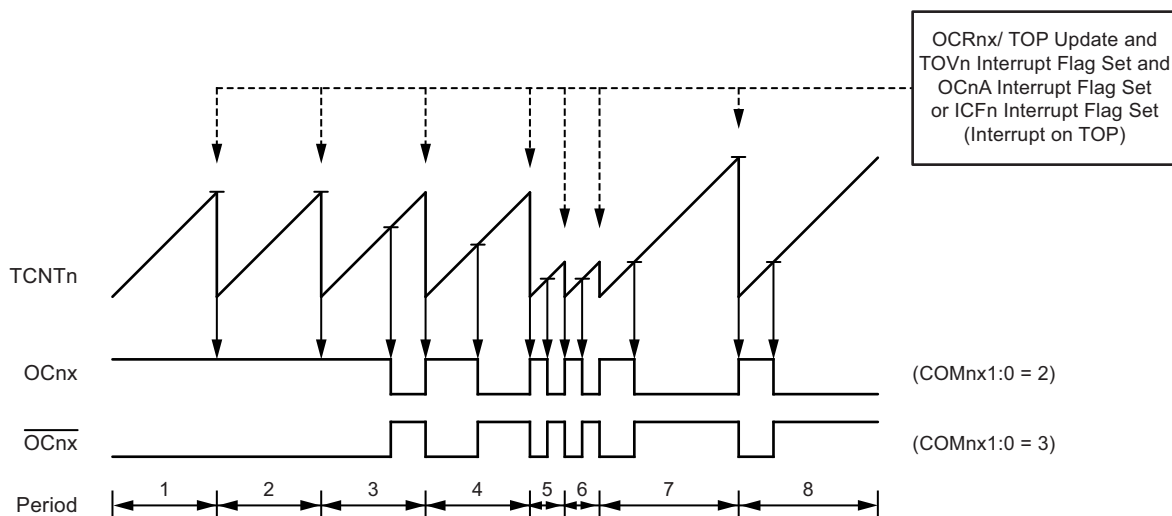 OCRnx/ TOP Update and
TOVn Interrupt Flag Set and
OCnA Interrupt Flag Set
or ICFn Interrupt Flag Set
(Interrupt on TOP)
TCNTn
OCnx
(COMnx1:0 = 2)
OCnx
(COMnx1:0 = 3)
Period
1
2
3
4
5
6
7
8